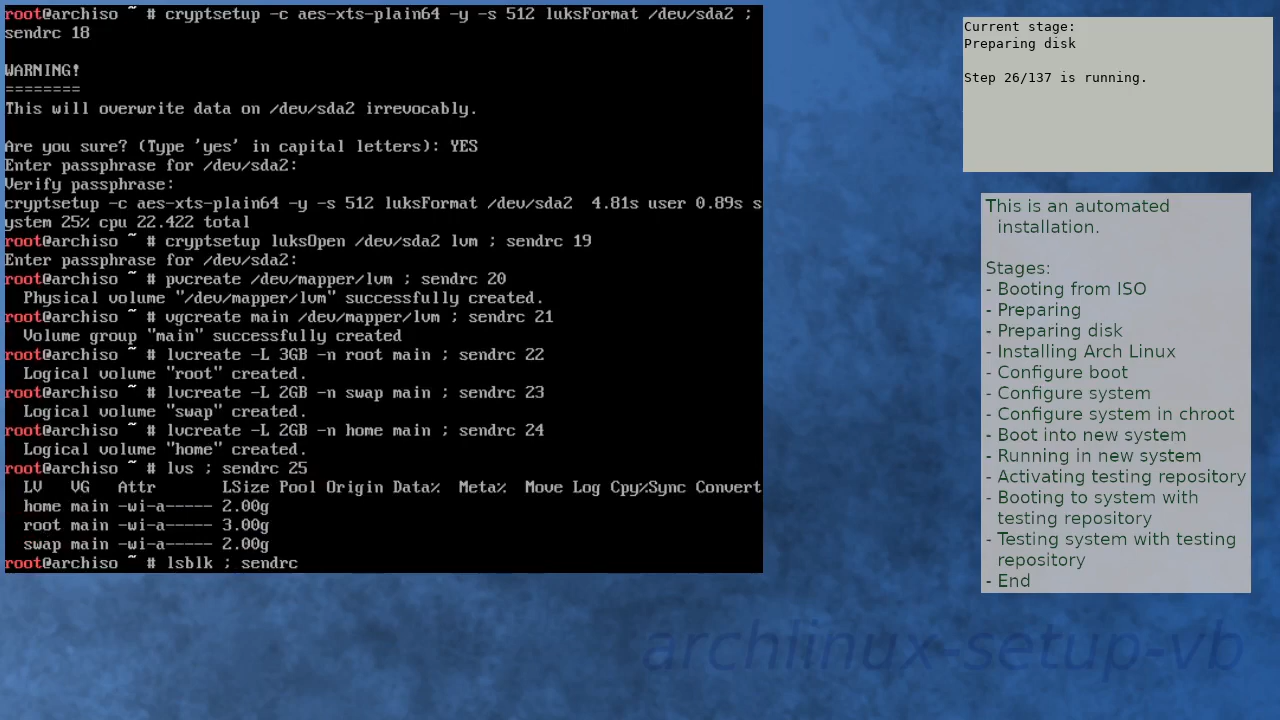 root@archiso ~ # cryptsetup -c aes-xts-plain64 -y -s 512 luksFormat /dev/sda2 ;
sendrc 18
WARNING!
========
This will overwrite data on /dev/sda2 irrevocably.
Are you sure? (Type 'yes' in capital letters): YES
Enter passphrase for /dev/sda2:
Verify passphrase:
cryptsetup -c aes-xts-plain64 -y -s 512 luksFormat /dev/sda2  4.81s user 0.89s s
ystem 25% cpu 22.422 total
root@archiso ~ # cryptsetup luksOpen /dev/sda2 lvm ; sendrc 19
Enter passphrase for /dev/sda2:
root@archiso ~ # pvcreate /dev/mapper/lvm ; sendrc 20
  Physical volume "/dev/mapper/lvm" successfully created.
root@archiso ~ # vgcreate main /dev/mapper/lvm ; sendrc 21
  Volume group "main" successfully created
root@archiso ~ # lvcreate -L 3GB -n root main ; sendrc 22
  Logical volume "root" created.
root@archiso ~ # lvcreate -L 2GB -n swap main ; sendrc 23
  Logical volume "swap" created.
root@archiso ~ # lvcreate -L 2GB -n home main ; sendrc 24
  Logical volume "home" created.
root@archiso ~ # lvs ; sendrc 25
  LV   VG   Attr       LSize Pool Origin Data%  Meta%  Move Log Cpy%Sync Convert
  home main -wi-a----- 2.00g
  root main -wi-a----- 3.00g
  swap main -wi-a----- 2.00g
root@archiso ~ # lsblk ; sendrc
Current stage:
Preparing disk
Step 26/137 is running.
This is an automated
installation.
Stages:
- Booting from ISO
- Preparing
- Preparing disk
- Installing Arch Linux
- Configure boot
- Configure system
- Configure system in chroot
- Boot into new system
- Running in new system
- Activating testing repository
- Booting to system with
testing repository
- Testing system with testing
repository
- End
archlinux-setup-vb